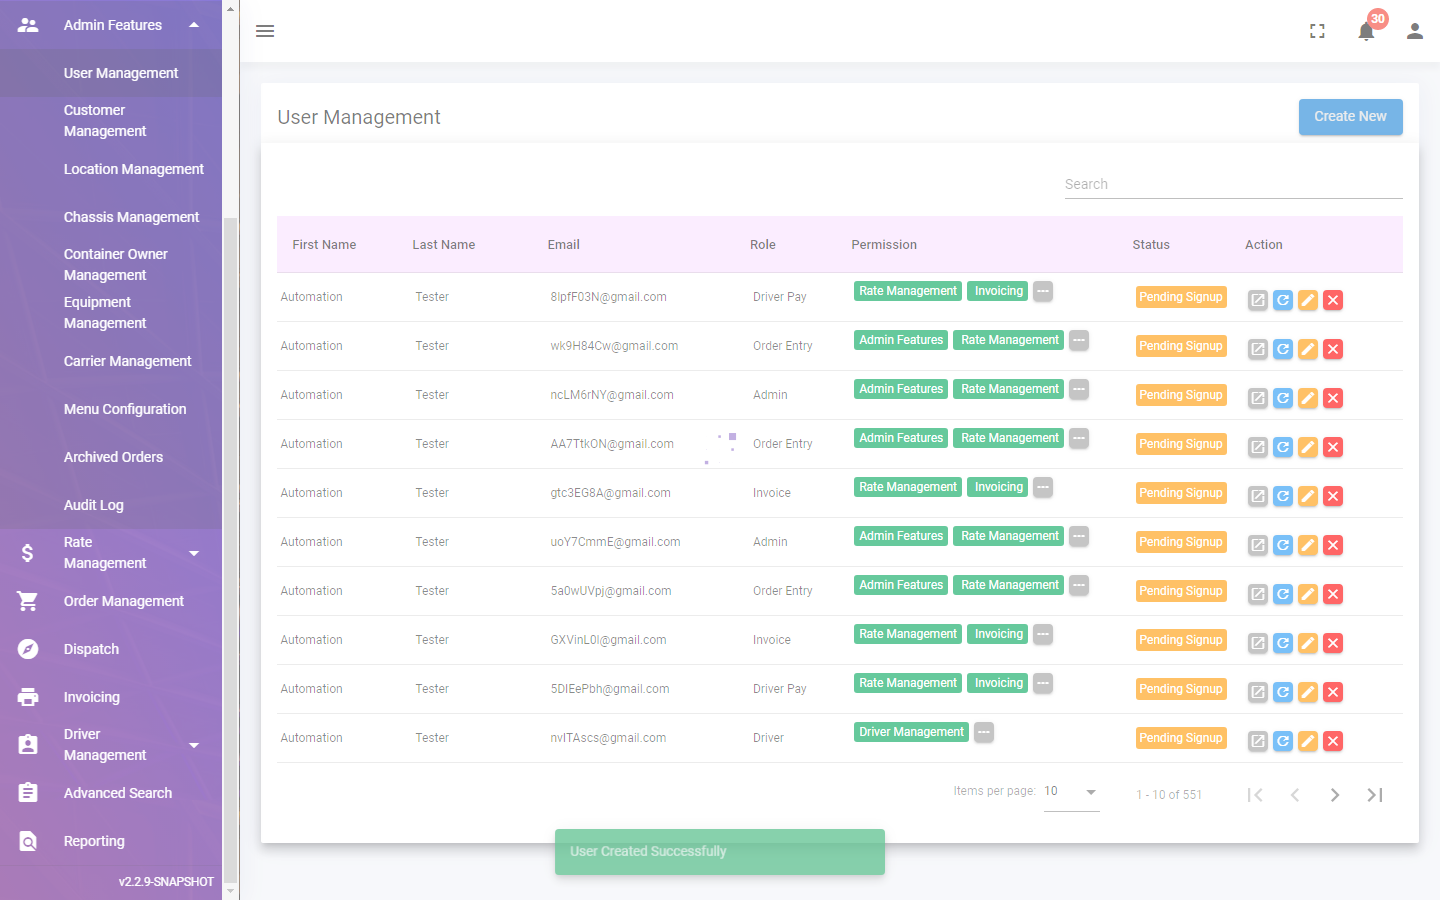 Admin Features
User Management
Customer
Management
Location Management
Chassis Management
Container Owner
Management
Equipment
Management
Carrier Management
Menu Configuration
Archived Orders
Audit Log
Rate
Management
Order Management
Dispatch
Invoicing
Driver
Management
Advanced Search
Reporting
v2.2.9-SNAPSHOT
30
User Management
Create New
Search
First Name Last Name Email Role Permission Status Action
Automation Tester 8lpfF03N@gmail.com Driver Pay Rate Management Invoicing --- Pending Signup
Automation Tester wk9H84Cw@gmail.com Order Entry Admin Features Rate Management --- Pending Signup
Automation Tester ncLM6rNY@gmail.com Admin Admin Features Rate Management --- Pending Signup
Automation Tester AA7TtkON@gmail.com Order Entry Admin Features Rate Management --- Pending Signup
Automation Tester gtc3EG8A@gmail.com Invoice Rate Management Invoicing --- Pending Signup
Automation Tester uoY7CmmE@gmail.com Admin Admin Features Rate Management --- Pending Signup
Automation Tester 5a0wUVpj@gmail.com Order Entry Admin Features Rate Management --- Pending Signup
Automation Tester GXVinL0l@gmail.com Invoice Rate Management Invoicing --- Pending Signup
Automation Tester 5DIEePbh@gmail.com Driver Pay Rate Management Invoicing --- Pending Signup
Automation Tester nvITAscs@gmail.com Driver Driver Management --- Pending Signup
Items per page: 10 1 - 10 of 551
User Created Successfully